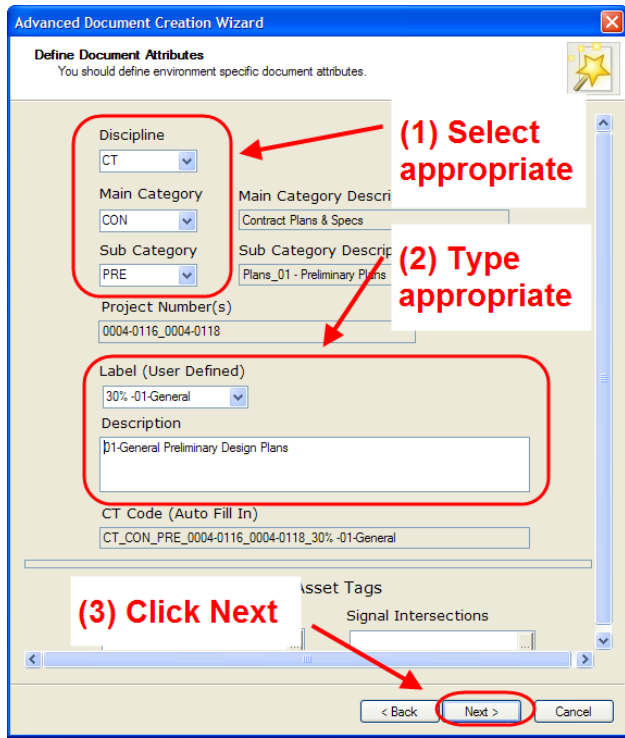 Advanced Document Creation Wizard
Define Document Attributes
You should define environment specific document attributes.
(1) Select
appropriate
Discipline
CT
Main Category
Main Category Descri
CON
Contract Plans & Specs
Sub Category
Sub Category Descrip
PRE
Plans_01 - Preliminary Plans
(2) Type
appropriate
Project Number(s)
0004-0116_0004-0118
Label (User Defined)
30% -01-General
Description
01-General Preliminary Design Plans
CT Code (Auto Fill In)
CT_CON_PRE_0004-0116_0004-0118_30% -01-General
Asset Tags
(3) Click Next
Signal Intersections
...
...
< Back
Next >
Cancel